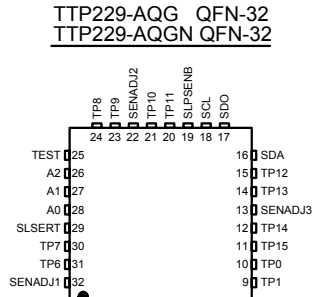 TTP229-AQG QFN-32
TTP229-AQGN QFN-32
TP8 TP9 SENADJ2 TP10 TP11 SLPSENB SCL SDO
24 23 22 21 20 19 18 17
TEST 25 16 SDA
A2 26 15 TP12
A1 27 14 TP13
A0 28 13 SENADJ3
SLSERT 29 12 TP14
TP7 30 11 TP15
TP6 31 10 TP0
SENADJ1 32 9 TP1